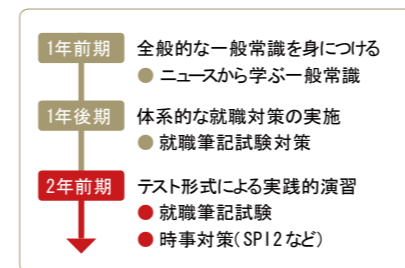 1年前期 全般的な一般常識を身につける
● ニュースから学ぶ一般常識
1年後期 体系的な就職対策の実施
● 就職筆記試験対策
2年前期 テスト形式による実践的演習
● 就職筆記試験
● 時事対策(SPI2など)